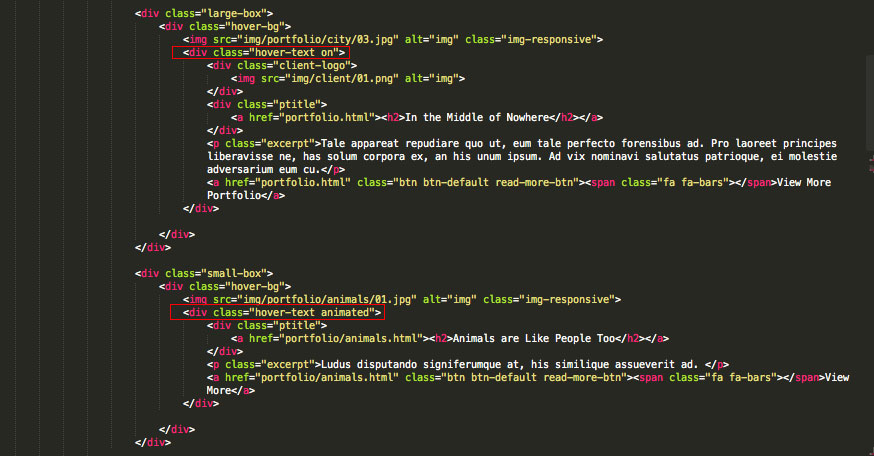 <div class="large-box">
<div class="hover-bg">
<img src="img/portfolio/city/03.jpg" alt="img" class="img-responsive">
<div class="hover-text on">
<div class="client-logo">
<img src="img/client/01.png" alt="img">
</div>
<div class="ptitle">
<a href="portfolio.html"><h2>In the Middle of Nowhere</h2></a>
</div>
<p class="excerpt">Tale appareat repudiare quo ut, eum tale perfecto forensibus ad. Pro laoreet principes
liberavisse ne, has solum corpora ex, an his unum ipsum. Ad vix nominavi salutatus patrioque, ei molestie
adversarium eum cu.</p>
<a href="portfolio.html" class="btn btn-default read-more-btn"><span class="fa fa-bars"></span>View More
Portfolio</a>
</div>
</div>
</div>
<div class="small-box">
<div class="hover-bg">
<img src="img/portfolio/animals/01.jpg" alt="img" class="img-responsive">
<div class="hover-text animated">
<div class="ptitle">
<a href="portfolio/animals.html"><h2>Animals are Like People Too</h2></a>
</div>
<p class="excerpt">Ludus disputando signiferumque at, his similique assueverit ad. </p>
<a href="portfolio/animals.html" class="btn btn-default read-more-btn"><span class="fa fa-bars"></span>View
More</a>
</div>
</div>
</div>